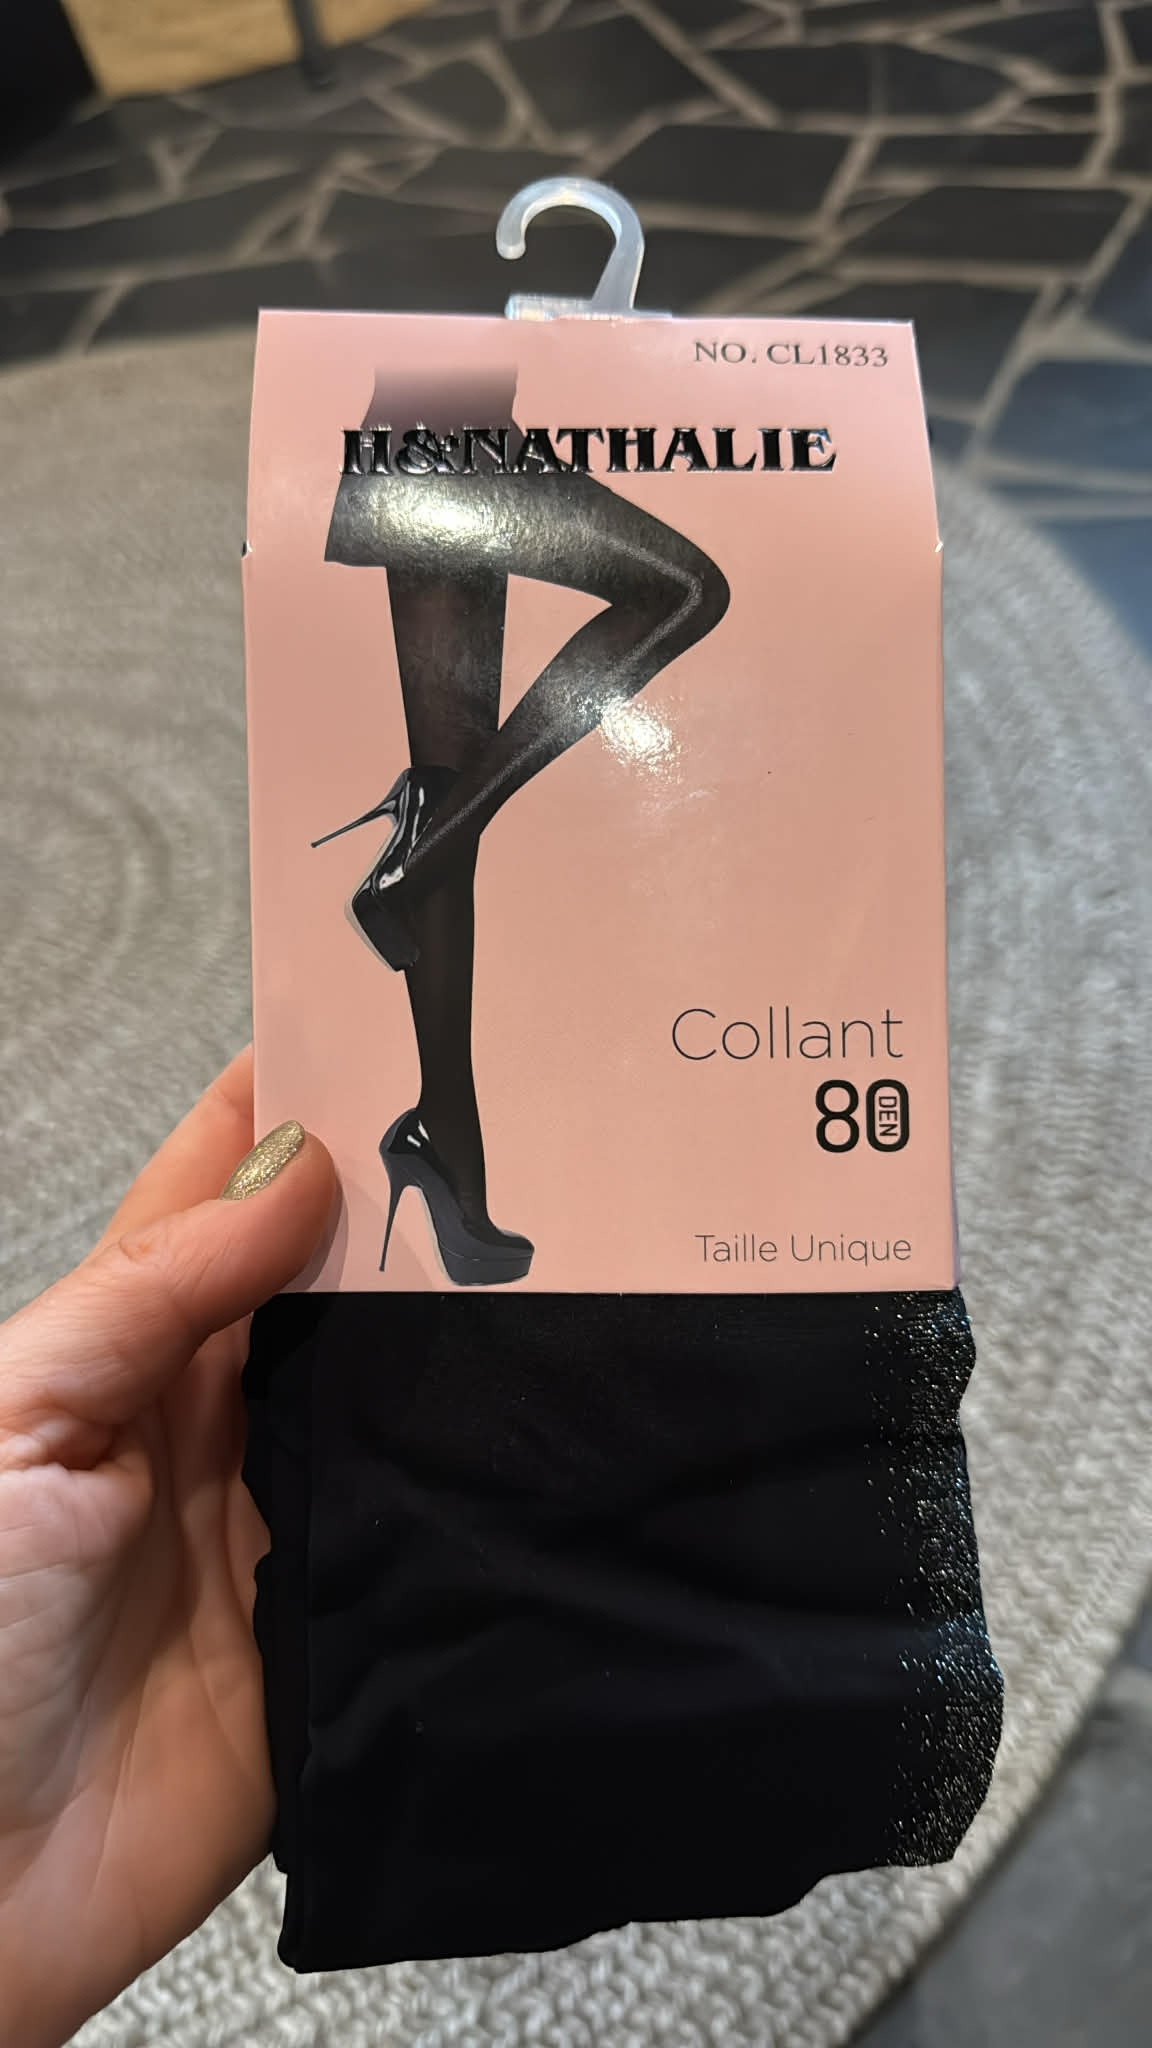 NO. CL1833
H&NATHALIE
Collant
80 DEN
Taille Unique